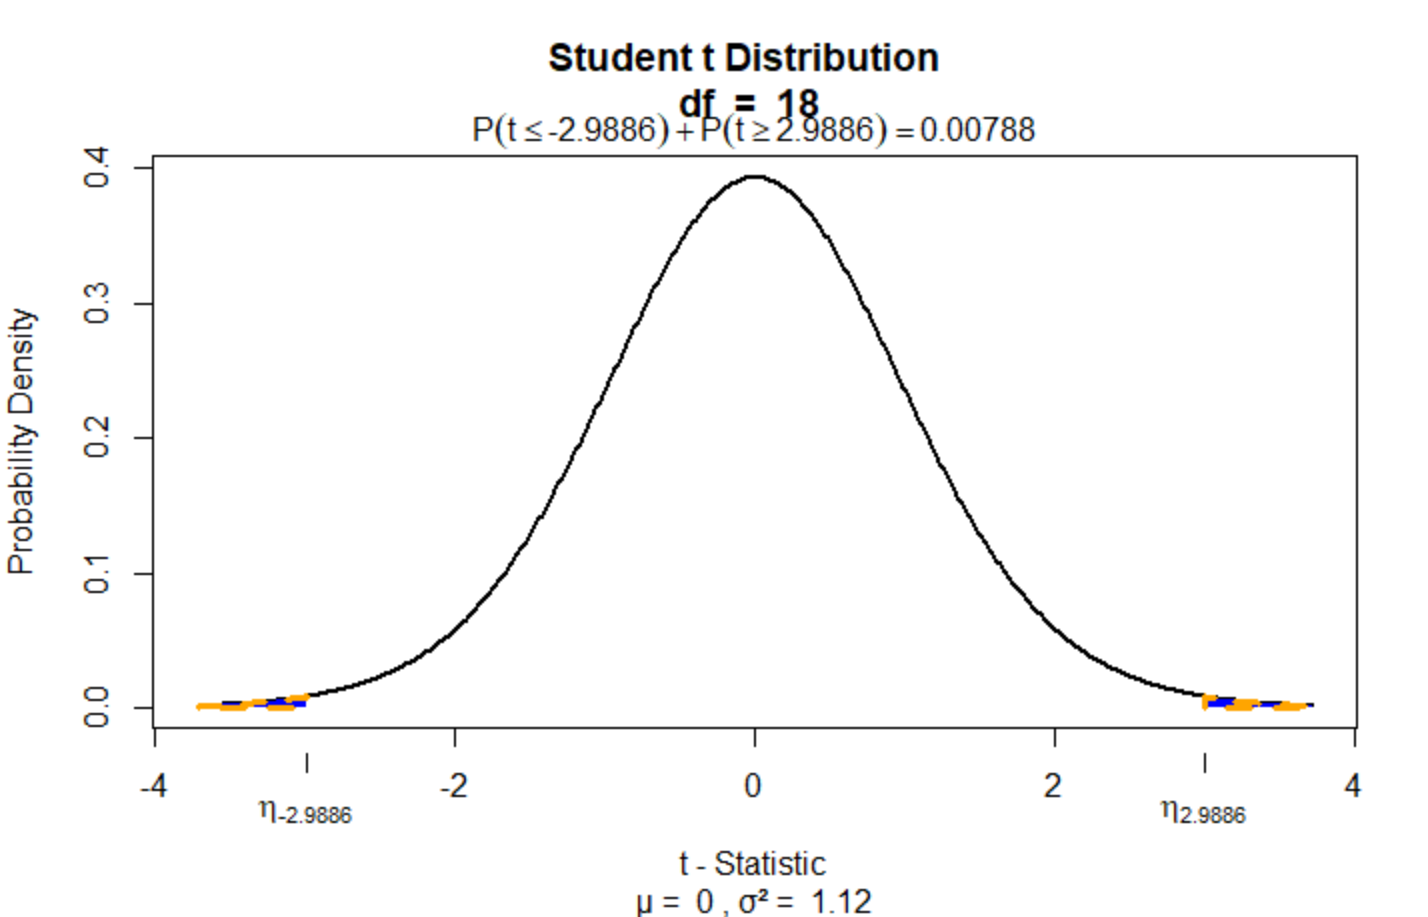 Student t Distribution
df = 18
P(t ≤ -2.9886) + P(t ≥ 2.9886) = 0.00788
Probability Density
0.4
0.3
0.2
0.1
0.0
-4 -2 0 2 4
η-2.9886 η2.9886
t - Statistic
μ = 0 , σ² = 1.12